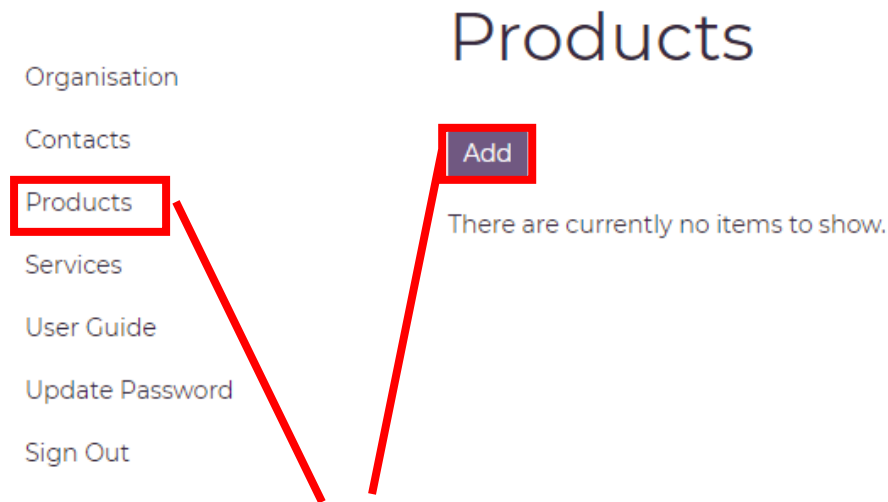 Products
Organisation
Contacts
Products
Services
User Guide
Update Password
Sign Out
Add
There are currently no items to show.